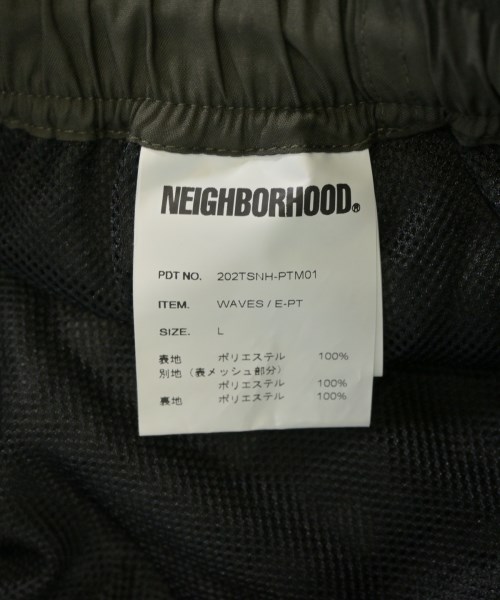 NEIGHBORHOOD®
PDT NO. 202TSNH-PTM01
ITEM. WAVES / E-PT
SIZE. L
表地 ポリエステル 100%
別地 (表メッシュ部分)
ポリエステル 100%
裏地 ポリエステル 100%